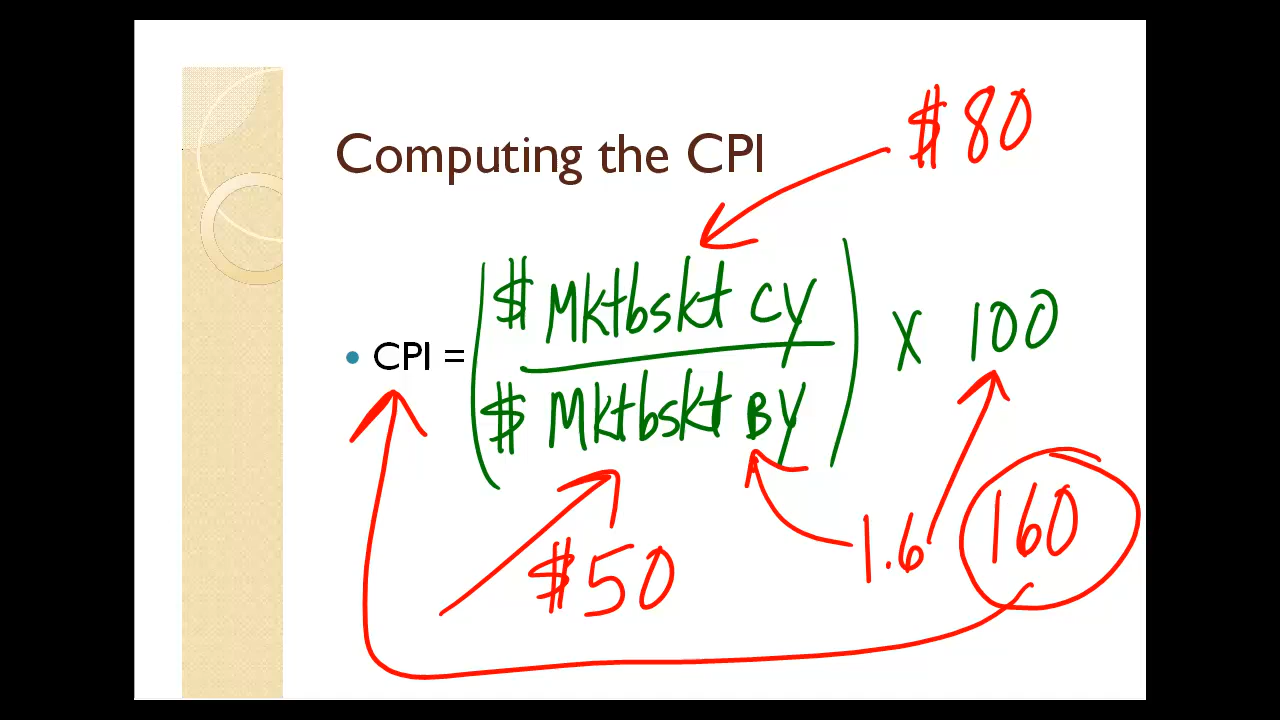 $80
Computing the CPI
$ Mktbskt CY
• CPI = ( ) X 100
$ Mktbskt BY
$50
1.6
160